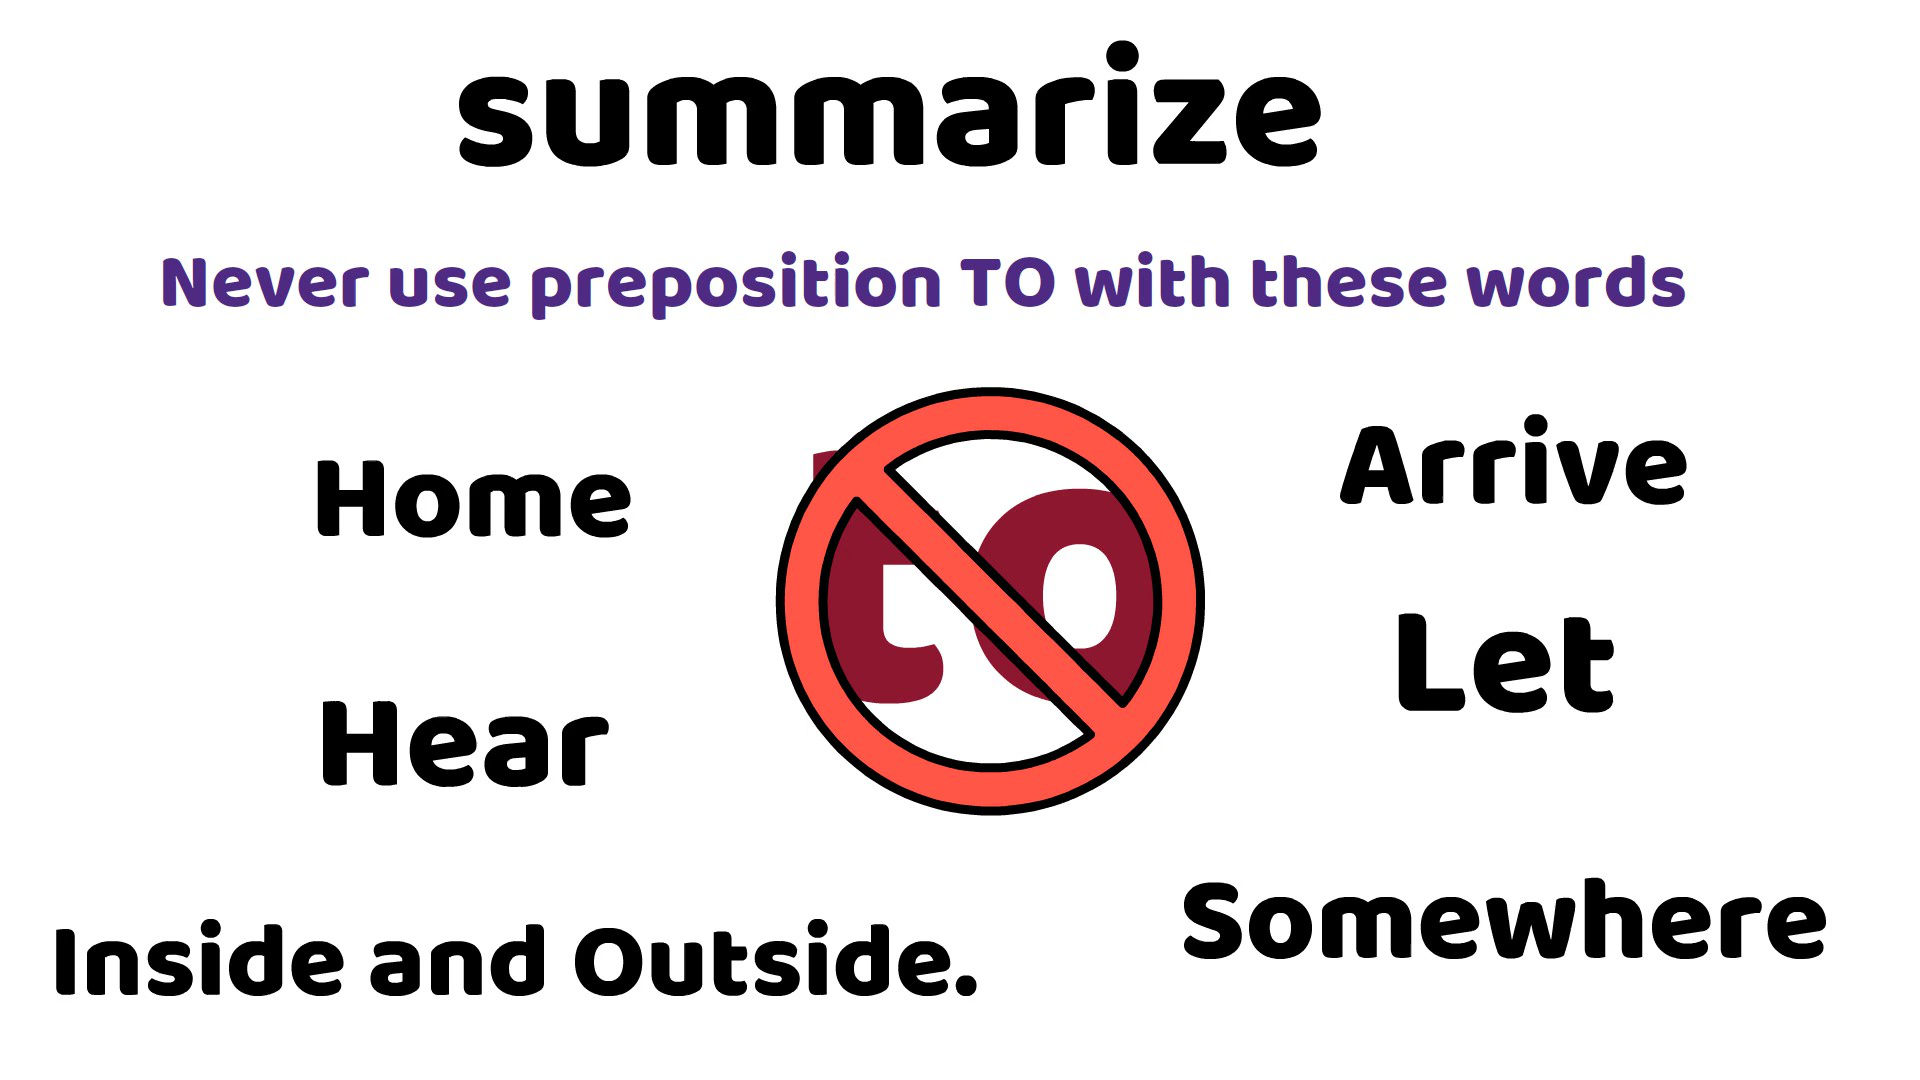 summarize
Never use preposition TO with these words
Home
to
Arrive
Let
Hear
Inside and Outside.
Somewhere